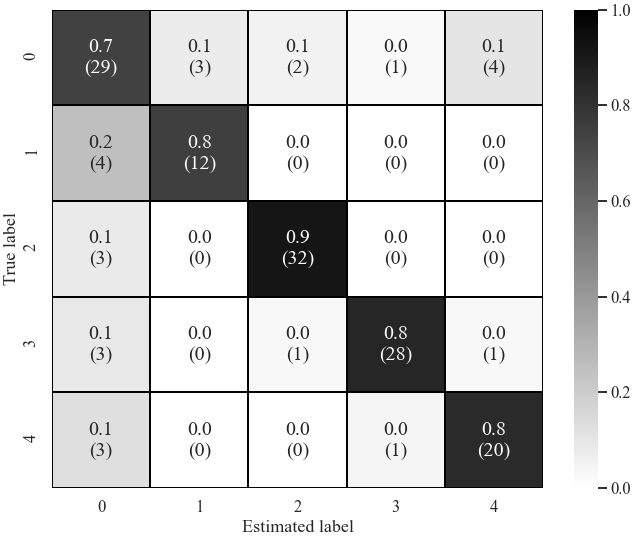 0.7 0.1 0.1 0.0 0.1
0 (29) (3) (2) (1) (4)
0.2 0.8 0.0 0.0 0.0
1 (4) (12) (0) (0) (0)
0.1 0.0 0.9 0.0 0.0
2 (3) (0) (32) (0) (0)
0.1 0.0 0.0 0.8 0.0
3 (3) (0) (1) (28) (1)
0.1 0.0 0.0 0.0 0.8
4 (3) (0) (0) (1) (20)
True label
0 1 2 3 4
Estimated label
1.0
0.8
0.6
0.4
0.2
0.0